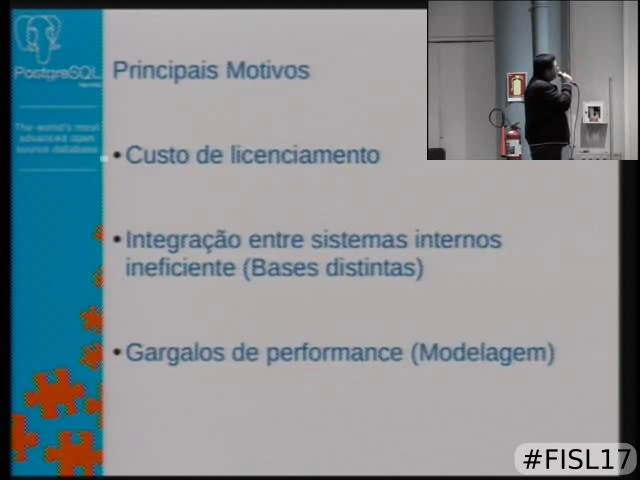 PostgreSQL
The world's most
advanced open
source database
Principais Motivos
• Custo de licenciamento
• Integração entre sistemas internos
ineficiente (Bases distintas)
• Gargalos de performance (Modelagem)
#FISL17